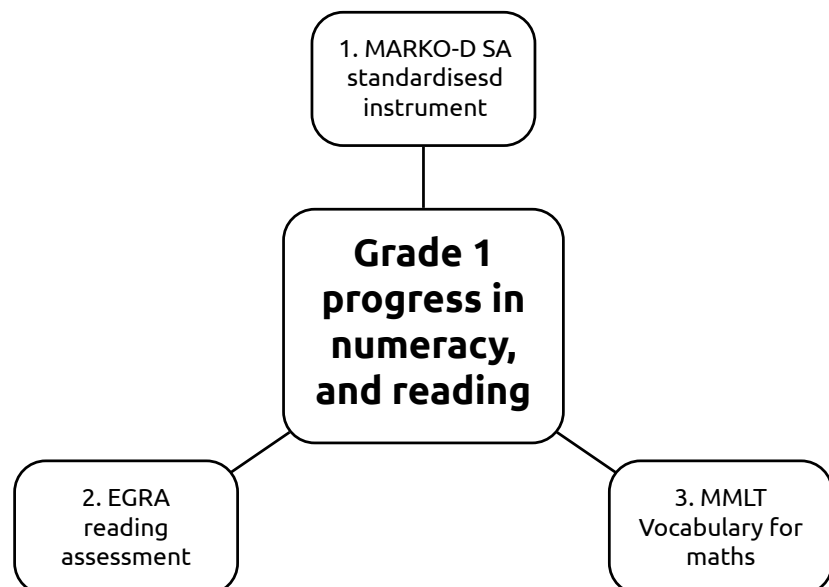 1. MARKO-D SA
standardisesd
instrument
Grade 1
progress in
numeracy,
and reading
2. EGRA
reading
assessment
3. MMLT
Vocabulary for
maths